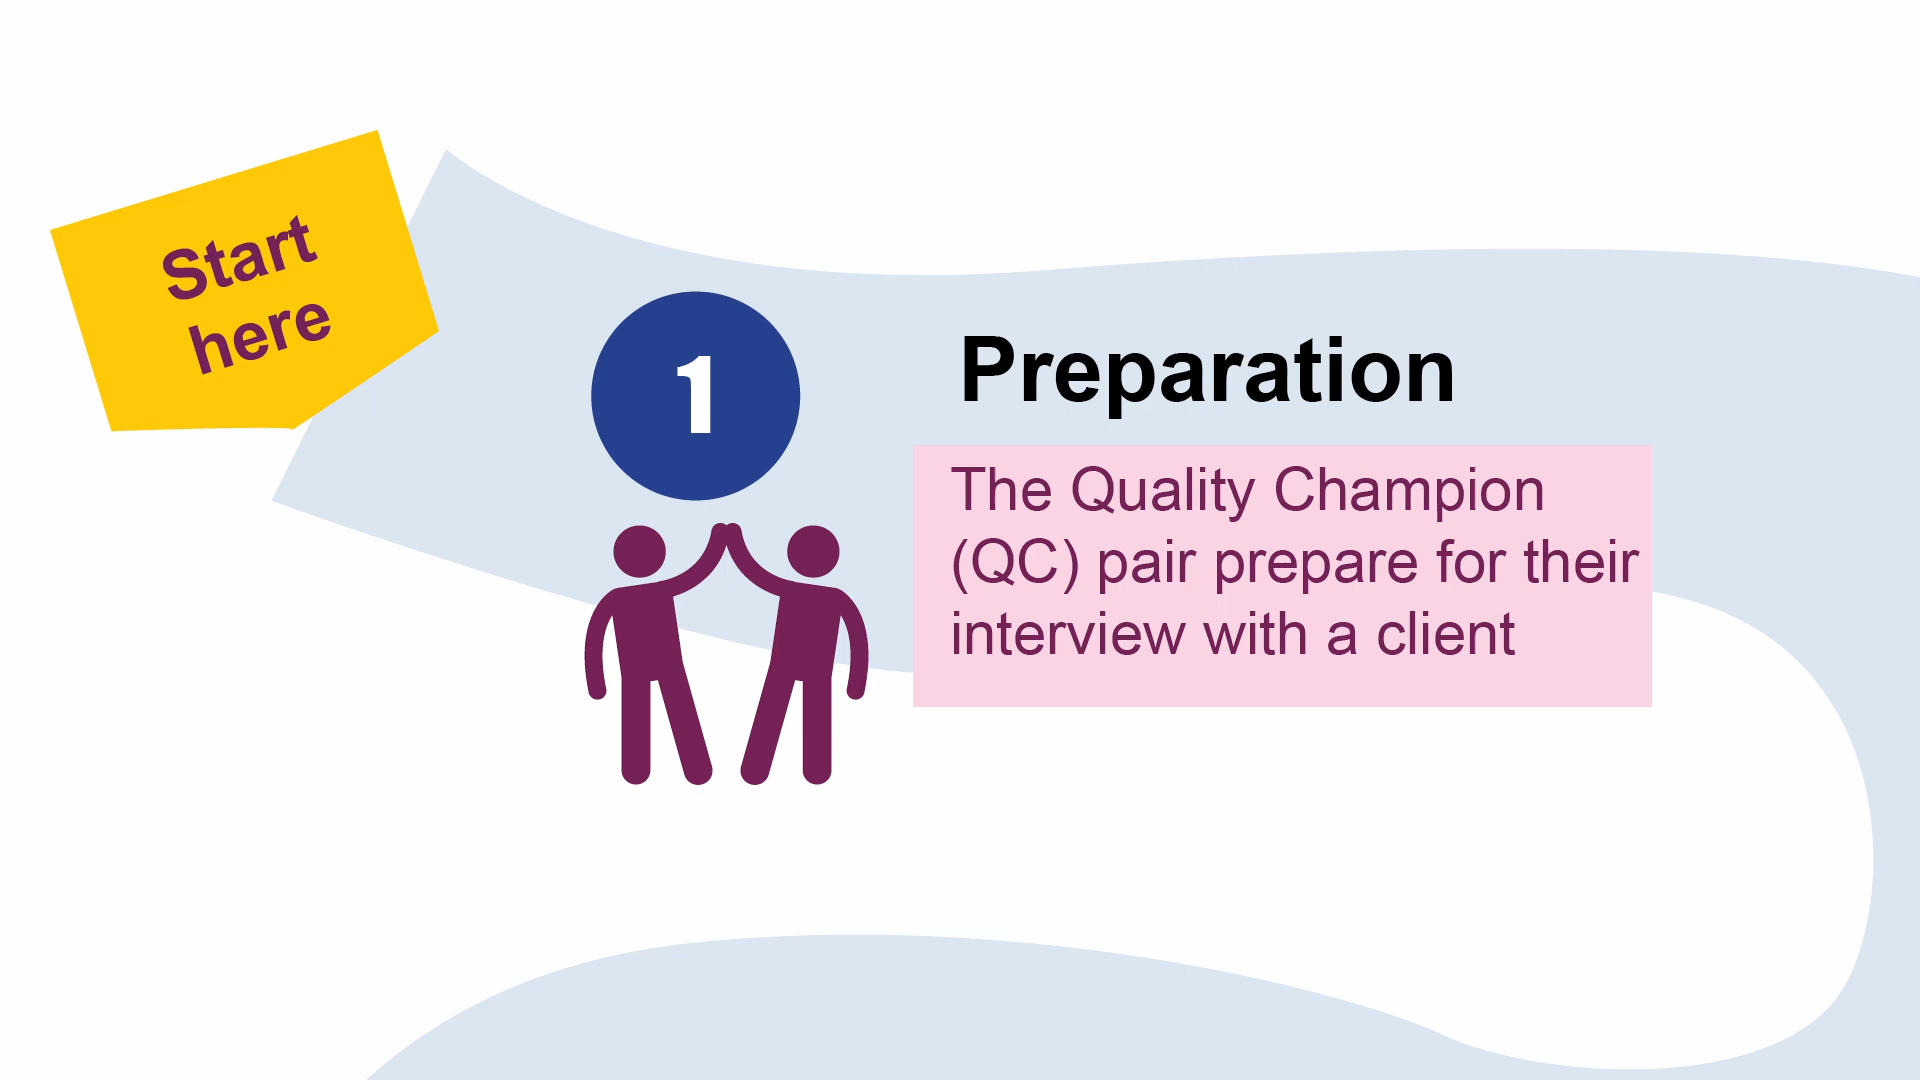 Start
here
1
Preparation
The Quality Champion
(QC) pair prepare for their
interview with a client